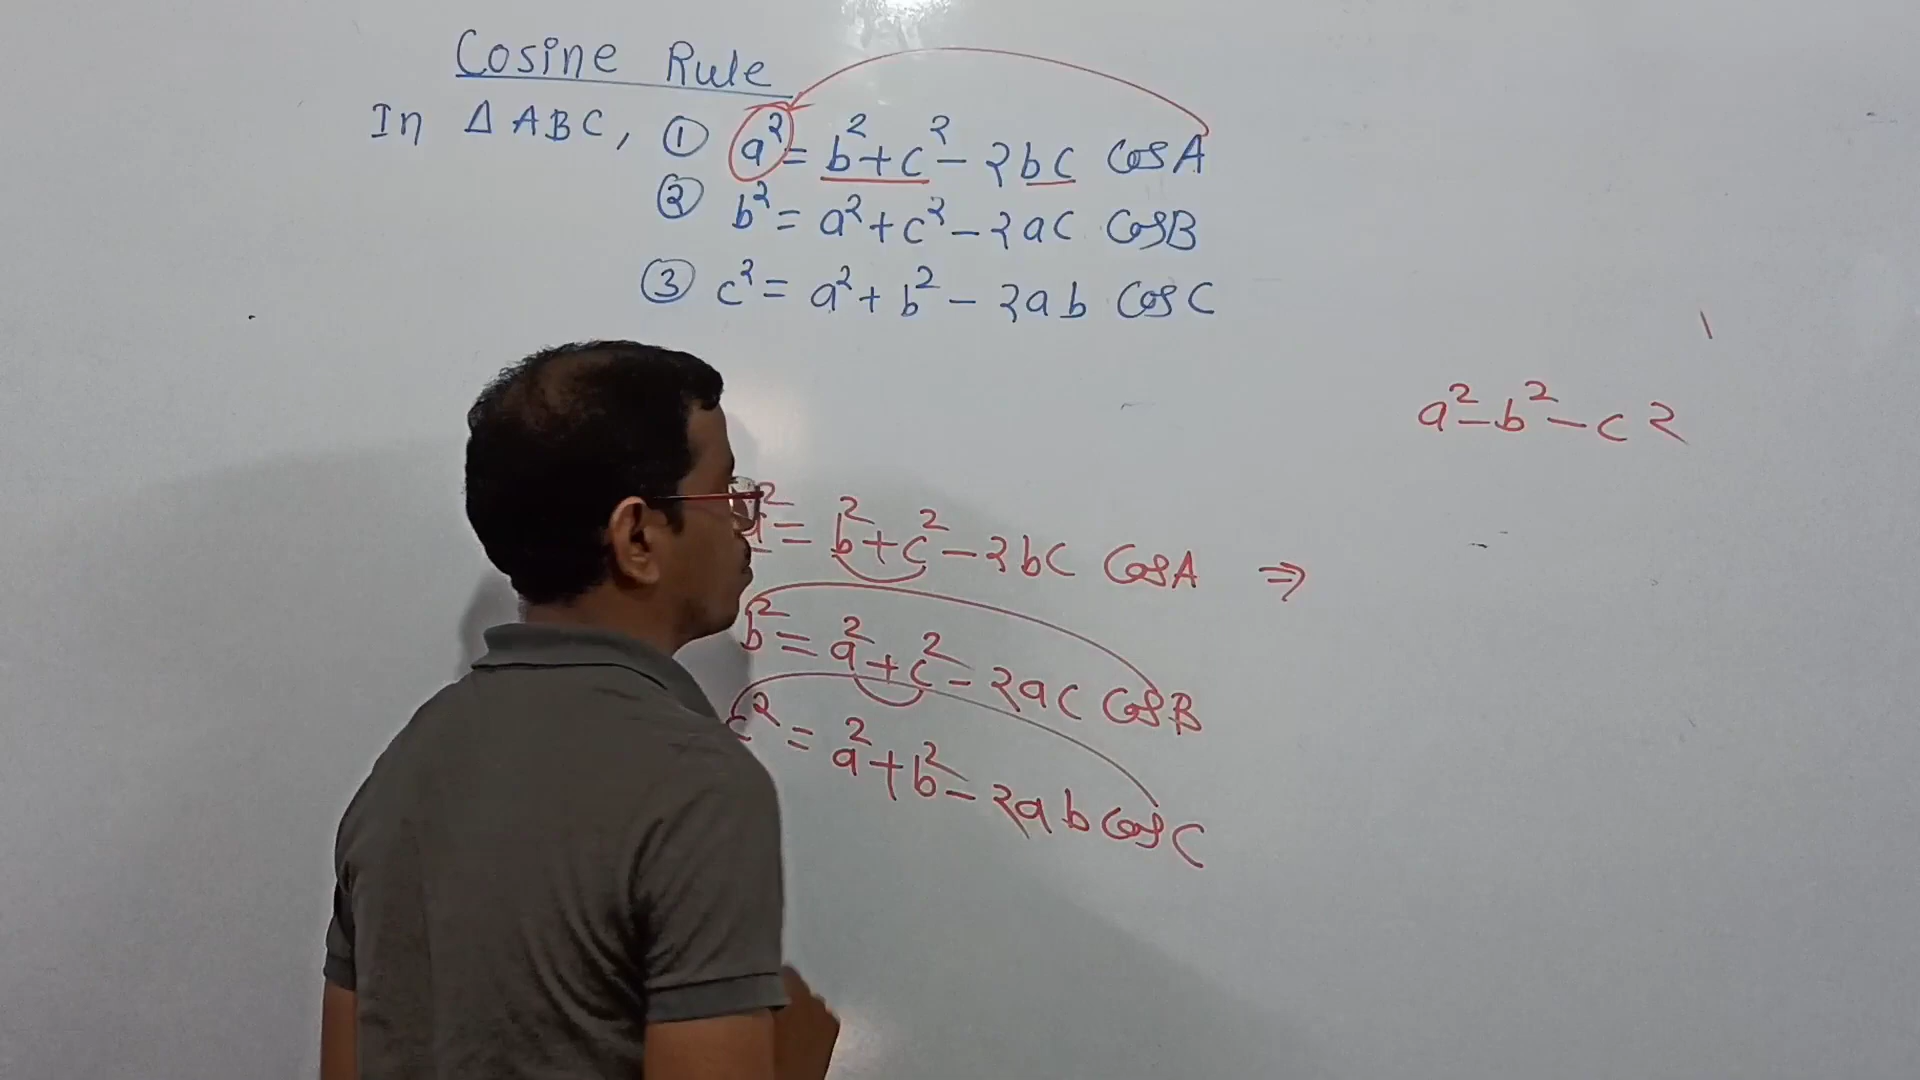 Cosine Rule
In Δ ABC, ① a² = b² + c² - 2bc cosA
② b² = a² + c² - 2ac cosB
③ c² = a² + b² - 2ab cosC
a² - b² - c2
a² = b² + c² - 2bc cosA ⇒
b² = a² + c² - 2ac cosB
c² = a² + b² - 2ab cosC